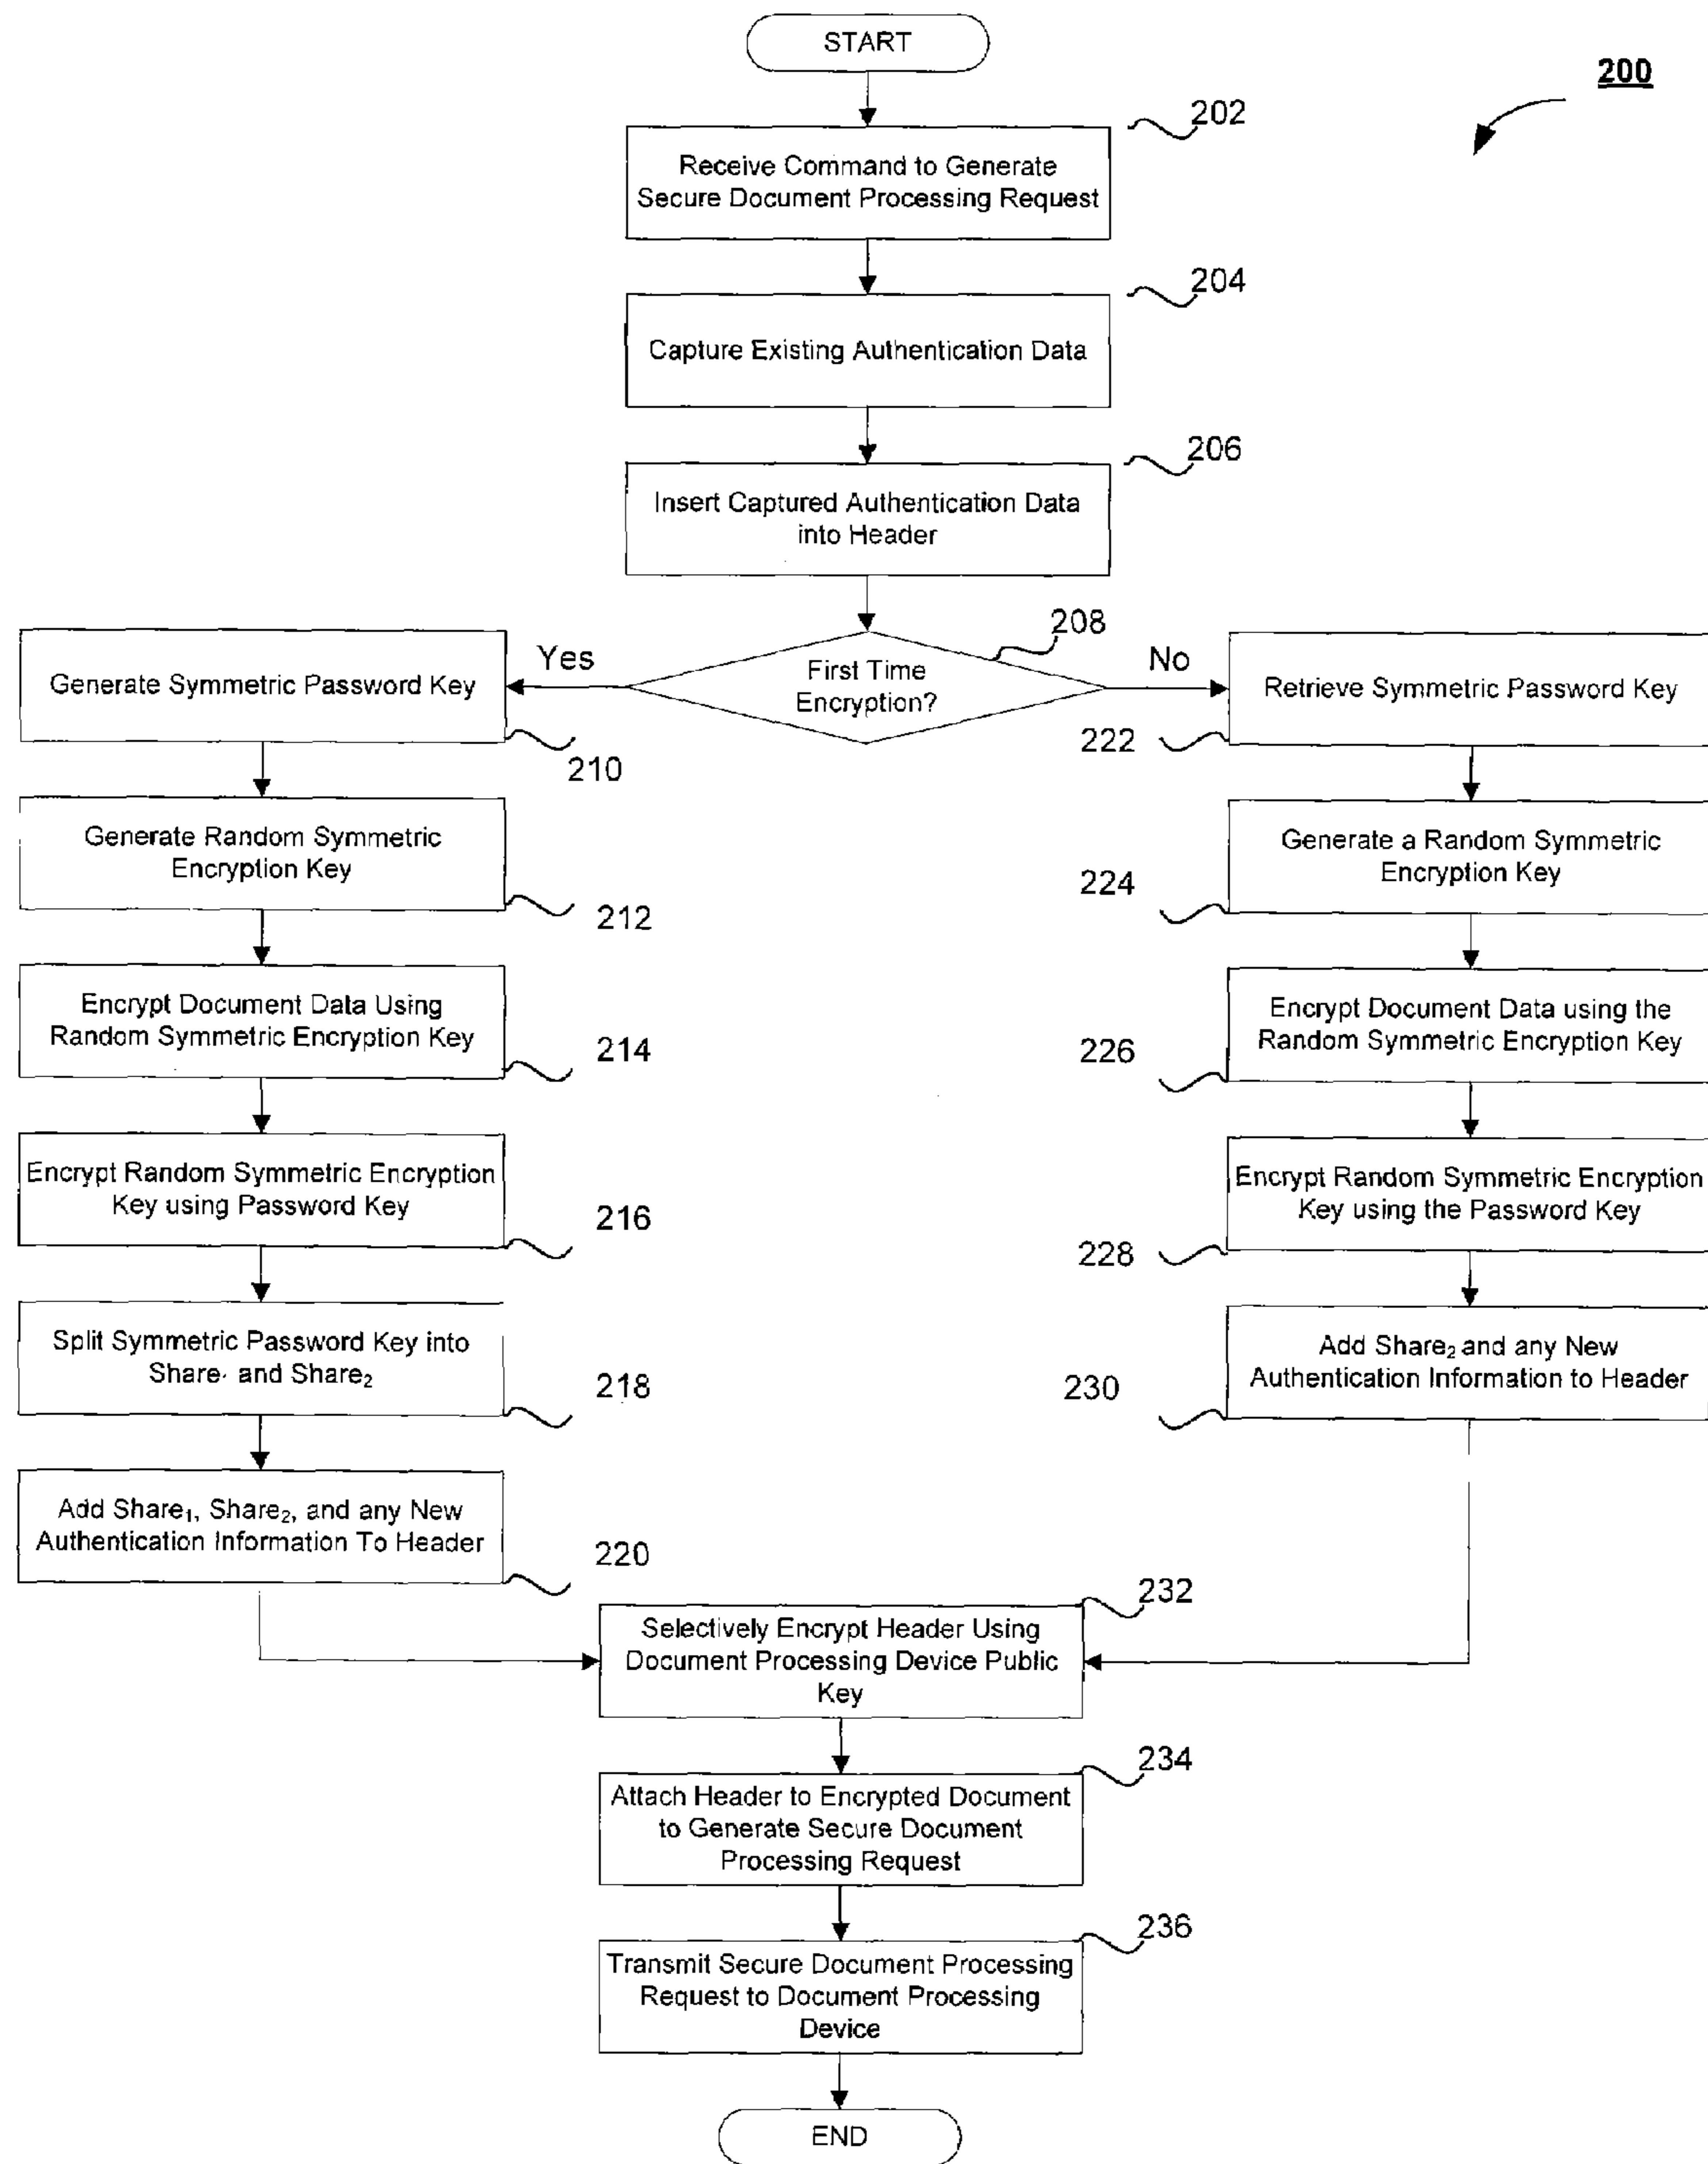 START
200
202
Receive Command to Generate
Secure Document Processing Request
204
Capture Existing Authentication Data
206
Insert Captured Authentication Data
into Header
208
First Time
Encryption?
Yes
No
Generate Symmetric Password Key
210
Generate Random Symmetric
Encryption Key
212
Encrypt Document Data Using
Random Symmetric Encryption Key
214
Encrypt Random Symmetric Encryption
Key using Password Key
216
Split Symmetric Password Key into
Share and Share₂
218
Add Share₁, Share₂, and any New
Authentication Information To Header
220
Retrieve Symmetric Password Key
222
Generate a Random Symmetric
Encryption Key
224
Encrypt Document Data using the
Random Symmetric Encryption Key
226
Encrypt Random Symmetric Encryption
Key using the Password Key
228
Add Share₂ and any New
Authentication Information to Header
230
232
Selectively Encrypt Header Using
Document Processing Device Public
Key
234
Attach Header to Encrypted Document
to Generate Secure Document
Processing Request
236
Transmit Secure Document Processing
Request to Document Processing
Device
END